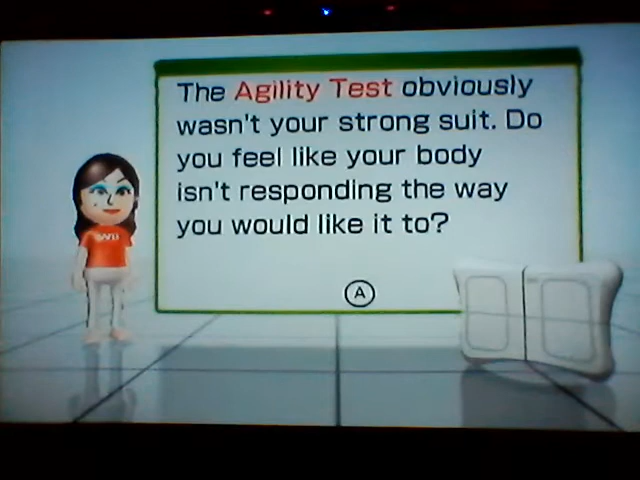 The Agility Test obviously
wasn't your strong suit. Do
you feel like your body
isn't responding the way
you would like it to?
A